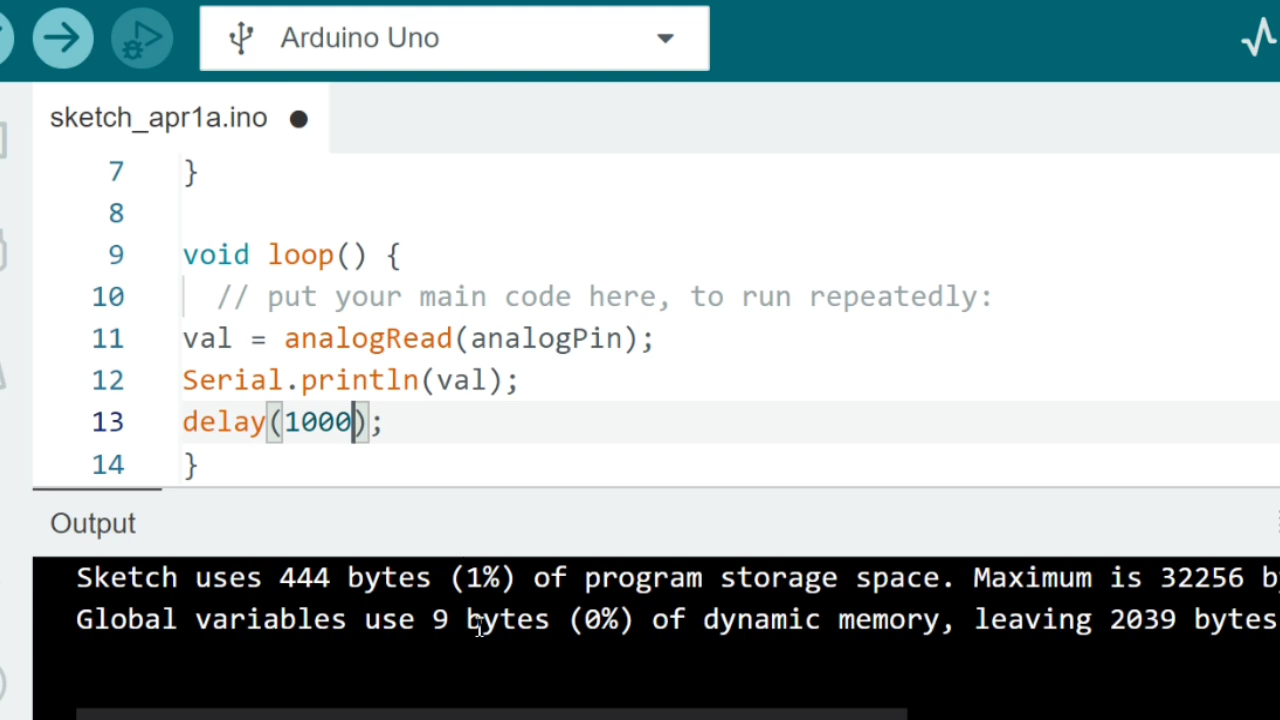 Arduino Uno
sketch_apr1a.ino
7 }
8
9 void loop() {
10 // put your main code here, to run repeatedly:
11 val = analogRead(analogPin);
12 Serial.println(val);
13 delay(1000);
14 }
Output
Sketch uses 444 bytes (1%) of program storage space. Maximum is 32256
Global variables use 9 bytes (0%) of dynamic memory, leaving 2039 bytes